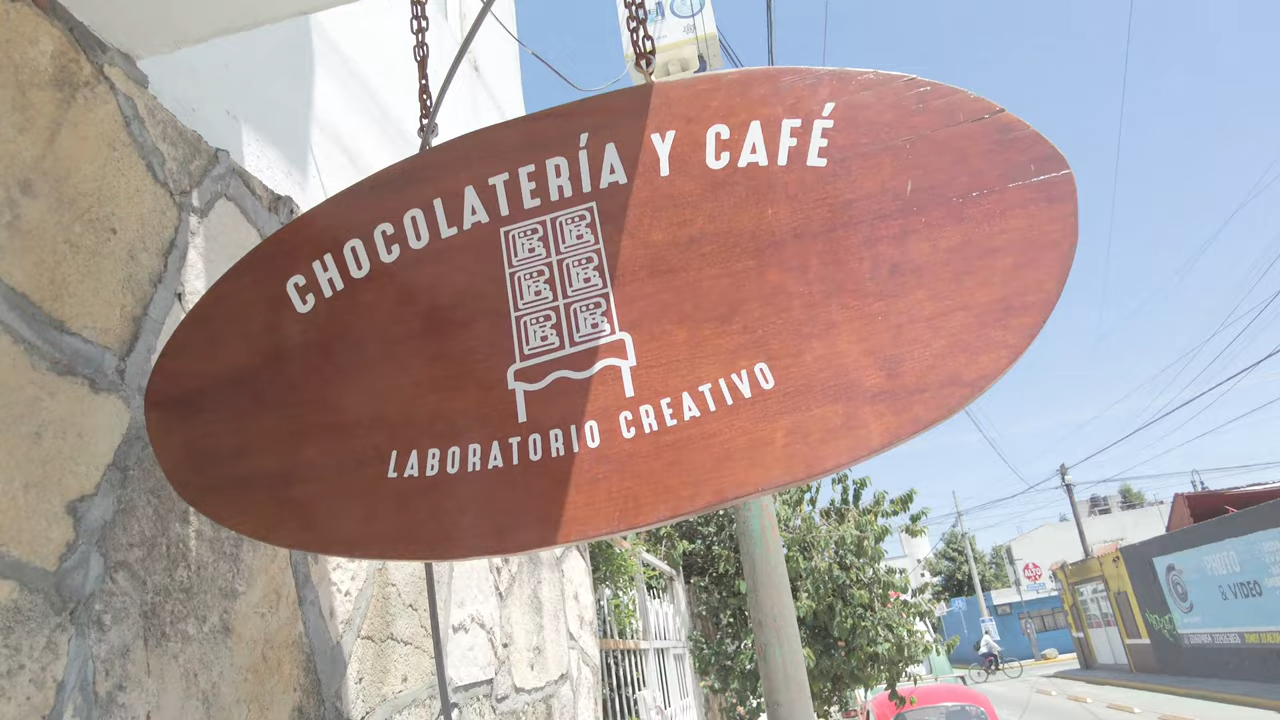 CHOCOLATERÍA Y CAFÉ
LABORATORIO CREATIVO
ALTO
PHOTO
& VIDEO